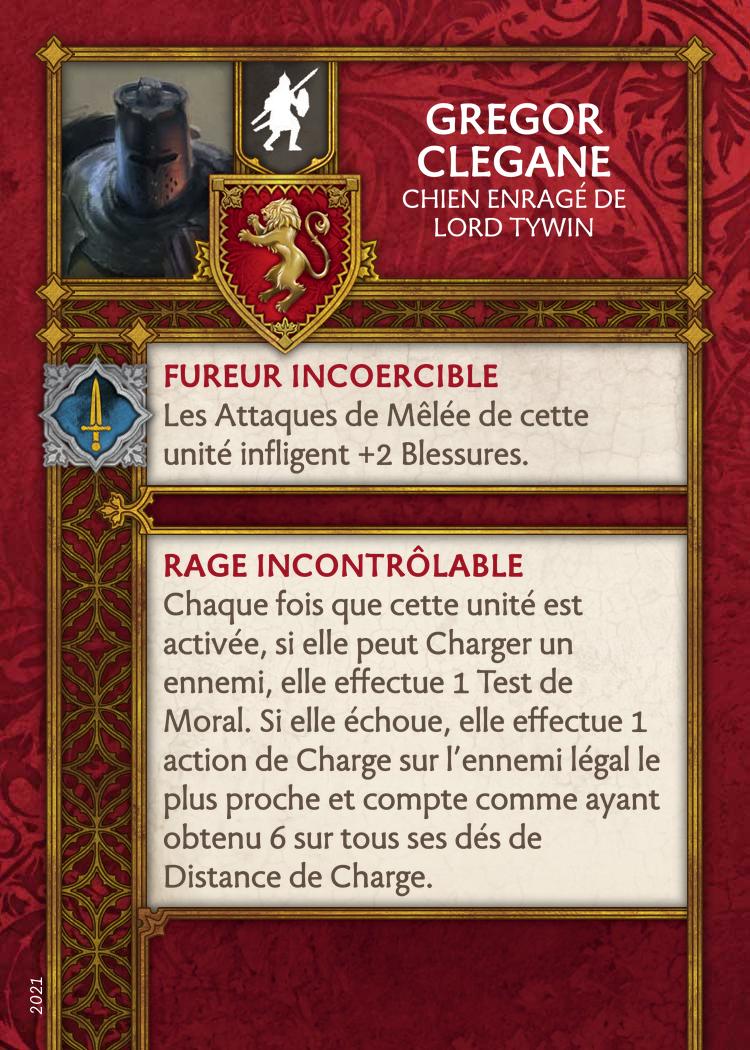 GREGOR
CLEGANE
CHIEN ENRAGÉ DE
LORD TYWIN
FUREUR INCOERCIBLE
Les Attaques de Mêlée de cette
unité infligent +2 Blessures.
RAGE INCONTRÔLABLE
Chaque fois que cette unité est
activée, si elle peut Charger un
ennemi, elle effectue 1 Test de
Moral. Si elle échoue, elle effectue 1
action de Charge sur l’ennemi légal le
plus proche et compte comme ayant
obtenu 6 sur tous ses dés de
Distance de Charge.
2021